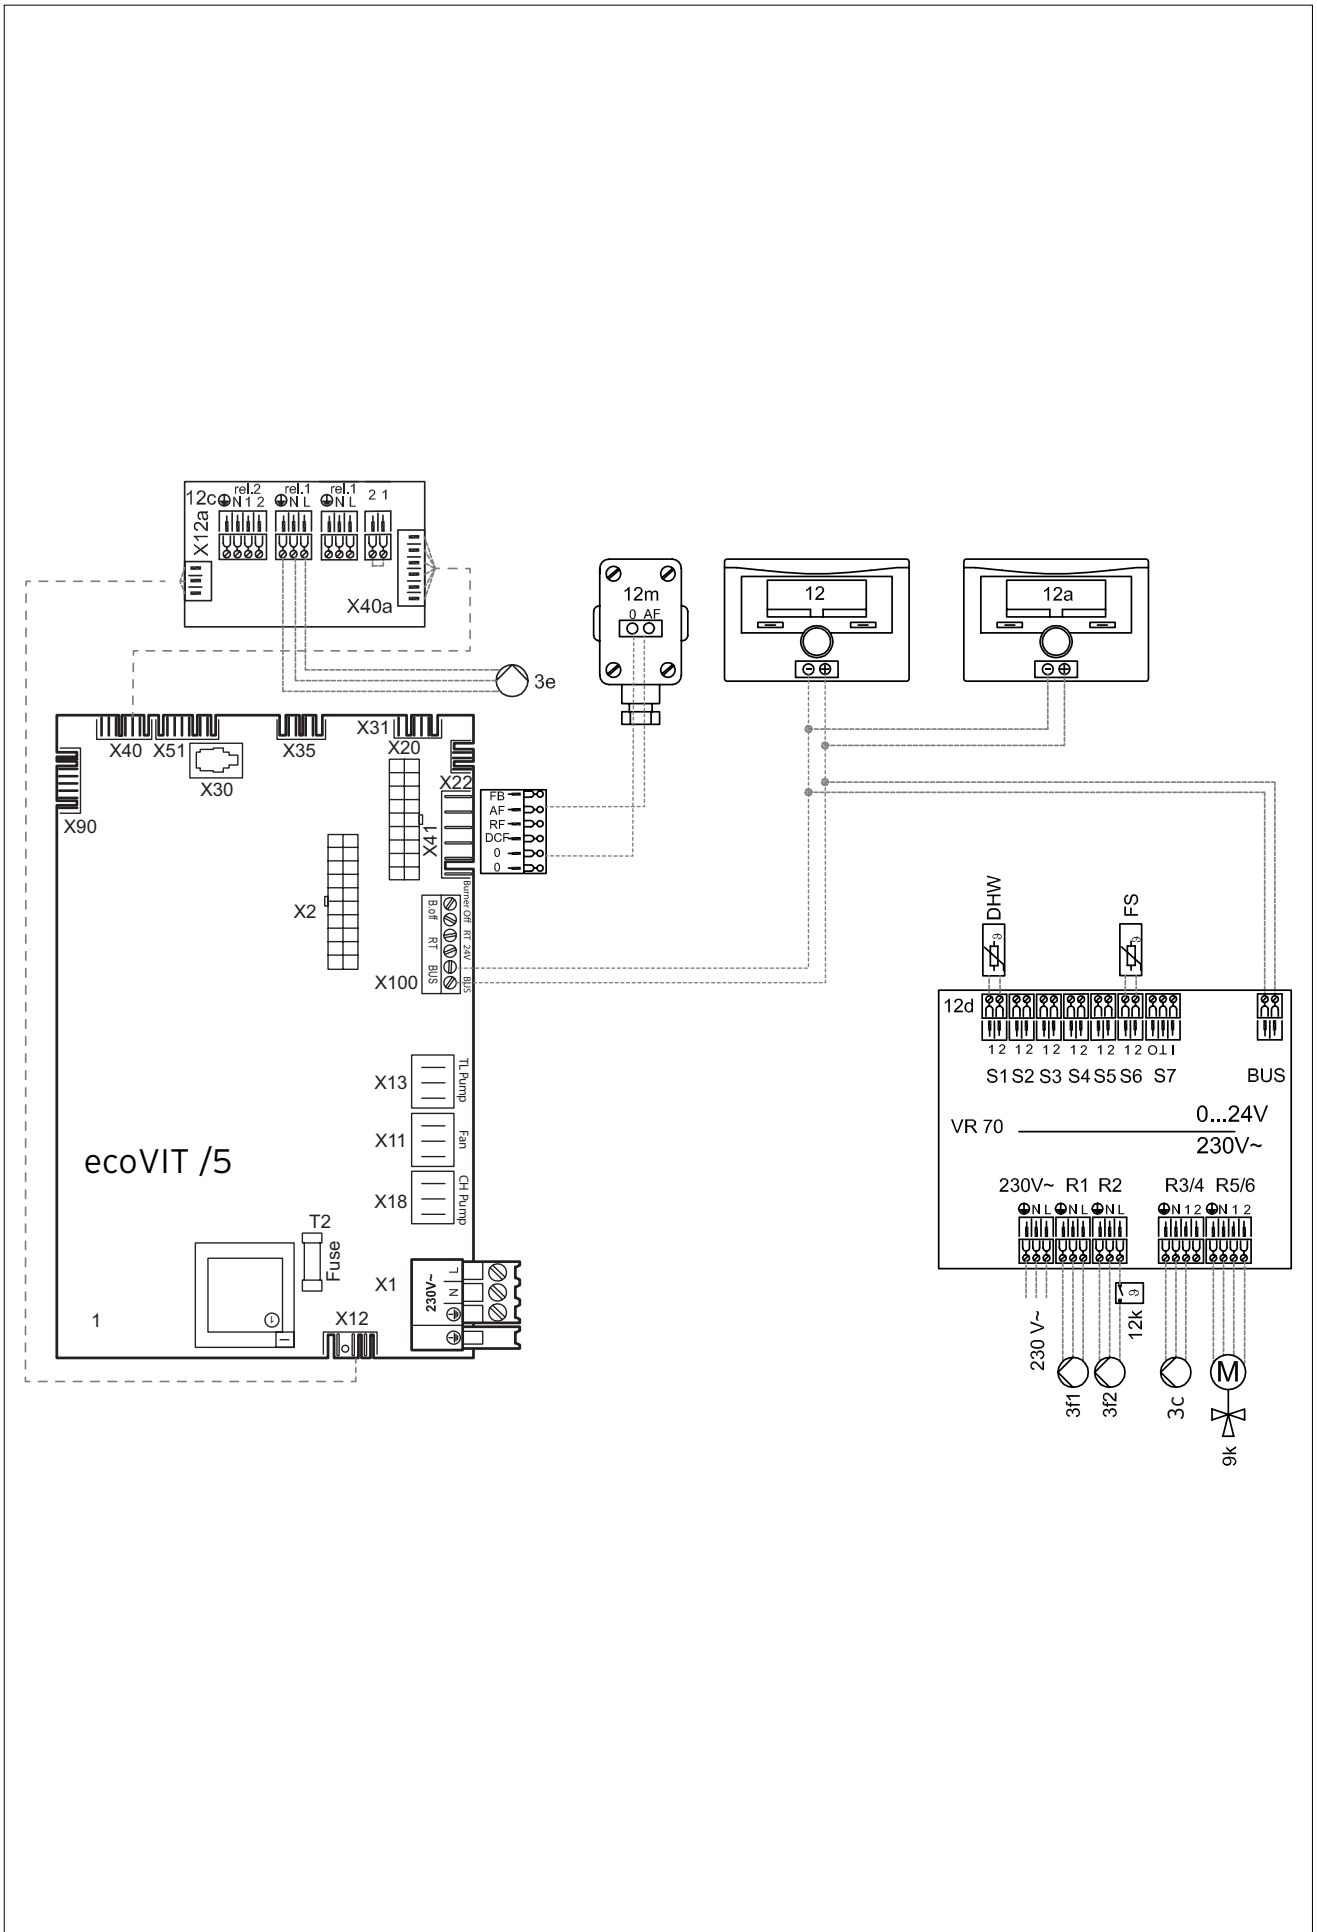 12c
X12a
rel.2
N 1 2
rel.1
N L
rel.1
N L
2 1
X40a
3e
12m
0 AF
12
12a
X40
X51
X30
X35
X31
X20
X22
X90
X41
FB
AF
RF
DCF
0
0
X2
Burner Off
RT 24V
BUS
B.off
RT
BUS
X100
X13
TL Pump
X11
Fan
X18
CH Pump
ecoVIT /5
T2
Fuse
X1
230V~
L
N
X12
1
1
DHW
ϑ
FS
ϑ
12d
1 2
1 2
1 2
1 2
1 2
1 2
O T I
S1 S2 S3 S4 S5 S6 S7
BUS
VR 70
0...24V
230V~
230V~ R1 R2 R3/4 R5/6
N L
N L
N L
N 1 2
N 1 2
230 V~
ϑ
12k
3f1
3f2
3c
M
9k